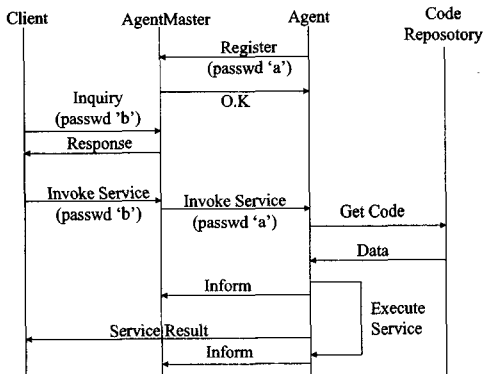 Client
AgentMaster
Agent
Code
Reposotory
Register
(passwd 'a')
O.K
Inquiry
(passwd 'b')
Response
Invoke Service
(passwd 'b')
Invoke Service
(passwd 'a')
Get Code
Data
Inform
Execute
Service
Service Result
Inform